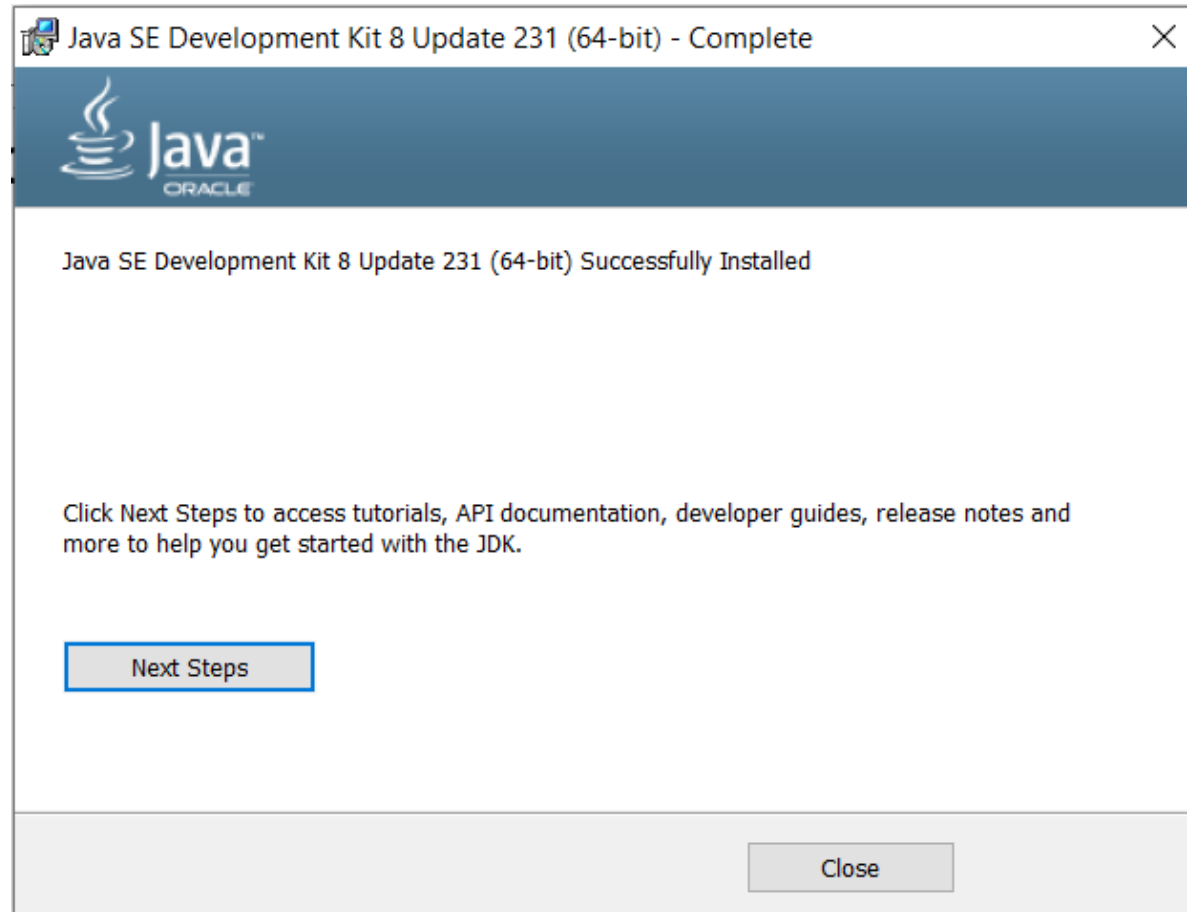 Java SE Development Kit 8 Update 231 (64-bit) - Complete
Java™
ORACLE
Java SE Development Kit 8 Update 231 (64-bit) Successfully Installed
Click Next Steps to access tutorials, API documentation, developer guides, release notes and
more to help you get started with the JDK.
Next Steps
Close